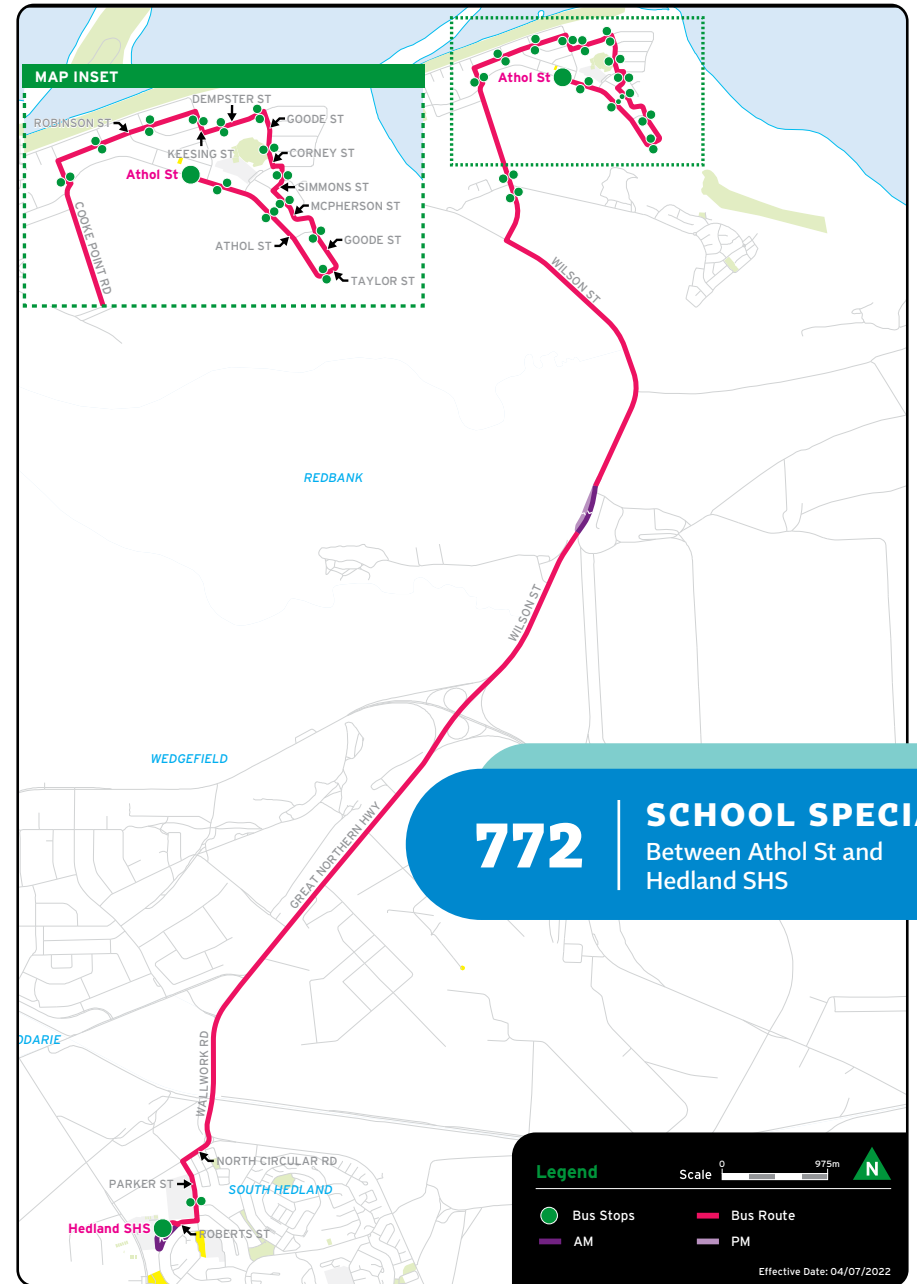 MAP INSET
DEMPSTER ST
ROBINSON ST
GOODE ST
KEESING ST
CORNEY ST
Athol St
SIMMONS ST
MCPHERSON ST
COOKE POINT RD
ATHOL ST
GOODE ST
TAYLOR ST
Athol St
WILSON ST
REDBANK
WILSON ST
WEDGEFIELD
772
SCHOOL SPECIA
Between Athol St and
Hedland SHS
GREAT NORTHERN HWY
DDARIE
WALLWORK RD
NORTH CIRCULAR RD
PARKER ST
SOUTH HEDLAND
Hedland SHS
ROBERTS ST
Legend
Scale
0
975m
N
Bus Stops
Bus Route
AM
PM
Effective Date: 04/07/2022